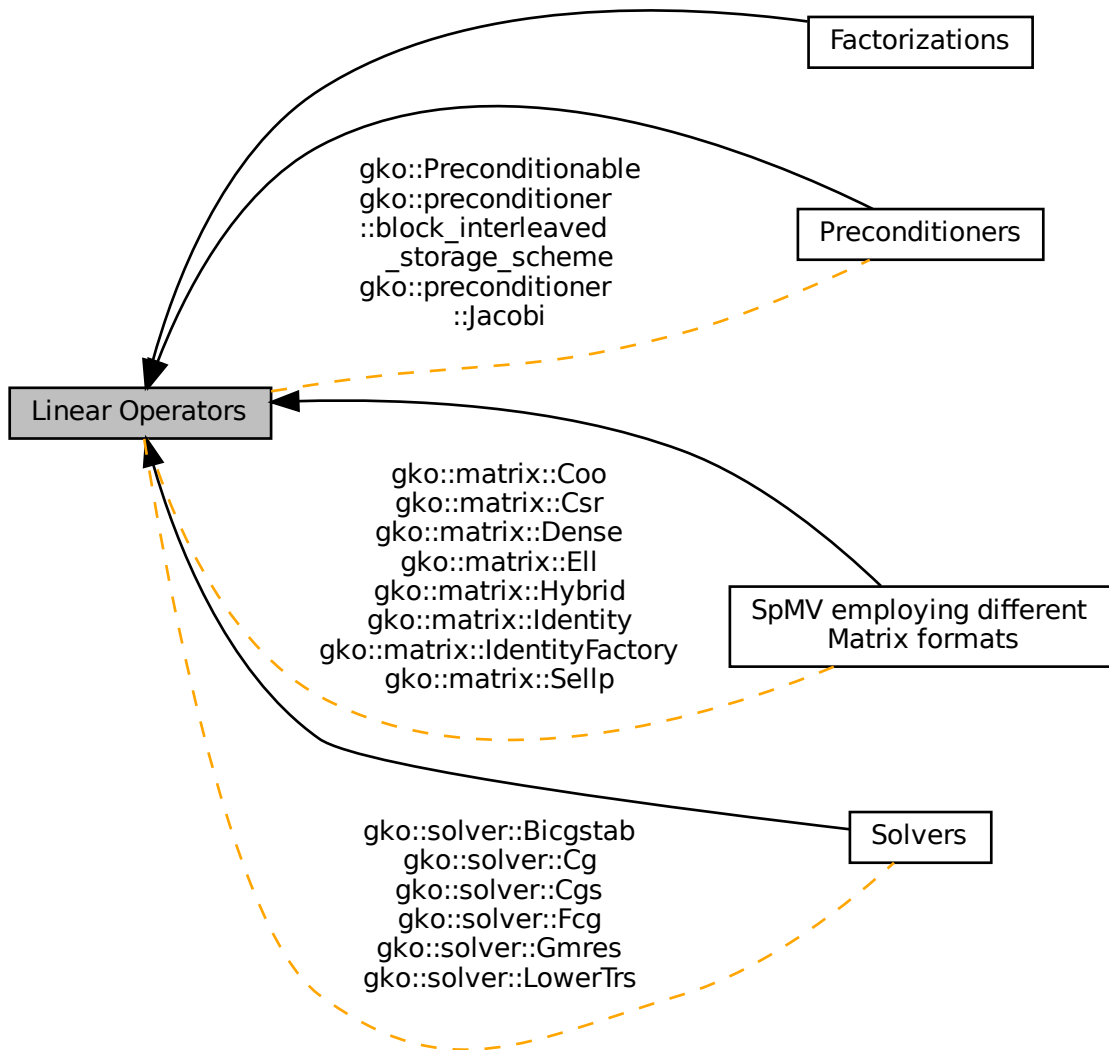 Factorizations
gko::Preconditionable
gko::preconditioner
::block_interleaved
_storage_scheme
gko::preconditioner
::Jacobi
Preconditioners
Linear Operators
gko::matrix::Coo
gko::matrix::Csr
gko::matrix::Dense
gko::matrix::Ell
gko::matrix::Hybrid
gko::matrix::Identity
gko::matrix::IdentityFactory
gko::matrix::Sellp
SpMV employing different
Matrix formats
gko::solver::Bicgstab
gko::solver::Cg
gko::solver::Cgs
gko::solver::Fcg
gko::solver::Gmres
gko::solver::LowerTrs
Solvers